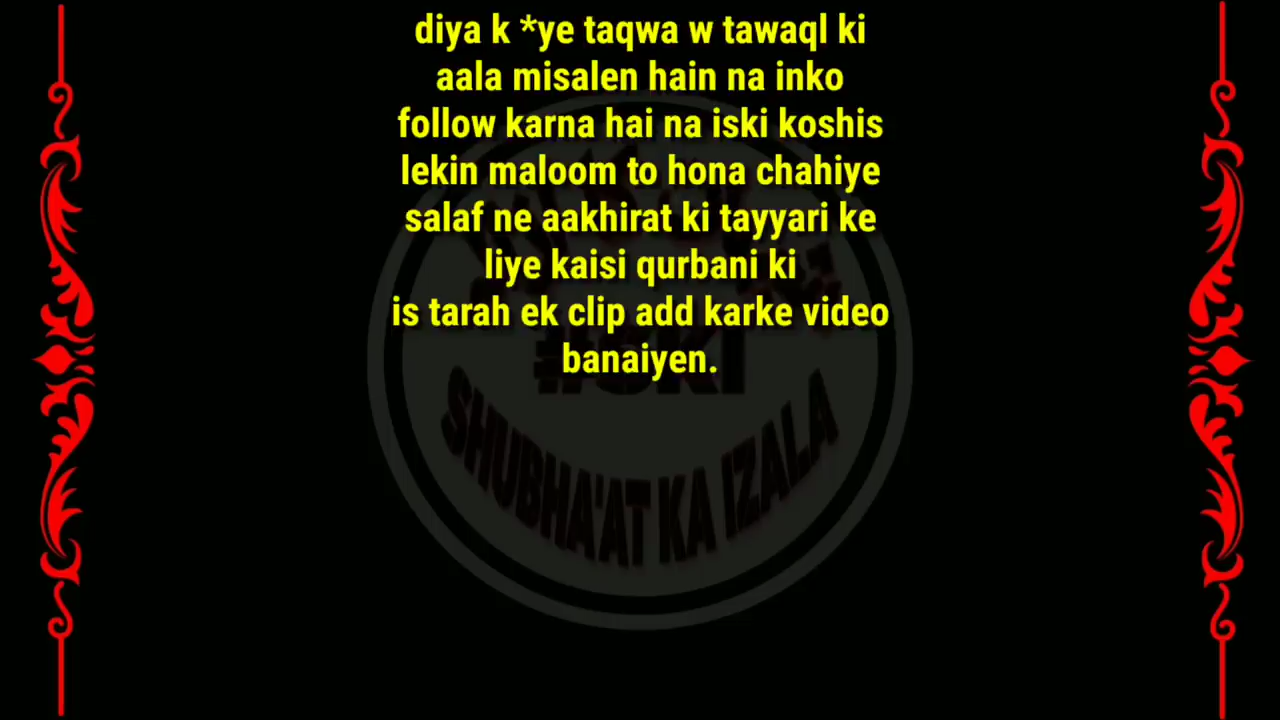 diya k *ye taqwa w tawaql ki
aala misalen hain na inko
follow karna hai na iski koshis
lekin maloom to hona chahiye
salaf ne aakhirat ki tayyari ke
liye kaisi qurbani ki
is tarah ek clip add karke video
banaiyen.
SHUBHA'AT KA IZALA